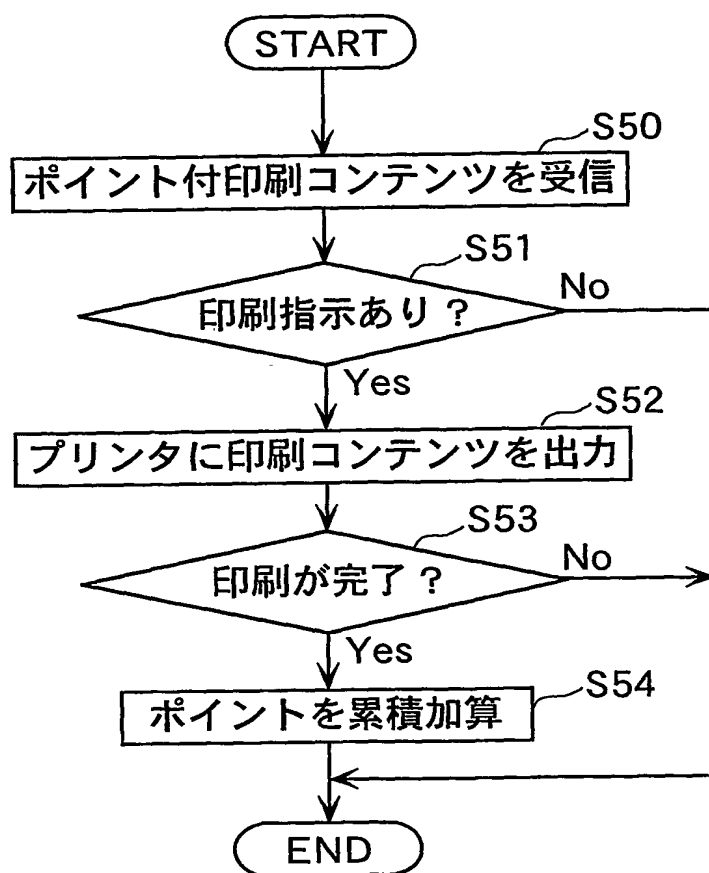 START
S50
ポイント付印刷コンテンツを受信
S51
印刷指示あり？
No
Yes
S52
プリンタに印刷コンテンツを出力
S53
印刷が完了？
No
Yes
S54
ポイントを累積加算
END